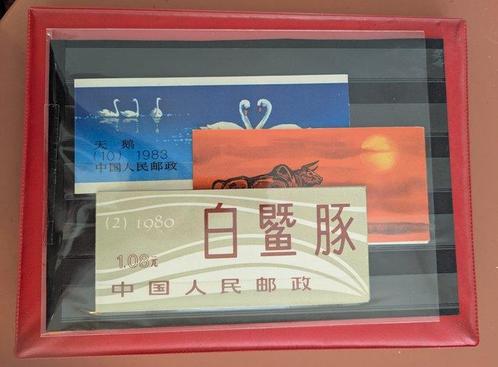 天鹅
(10) 1983
中国人民邮政
(2) 1980
白暨豚
1.08元
中国人民邮政